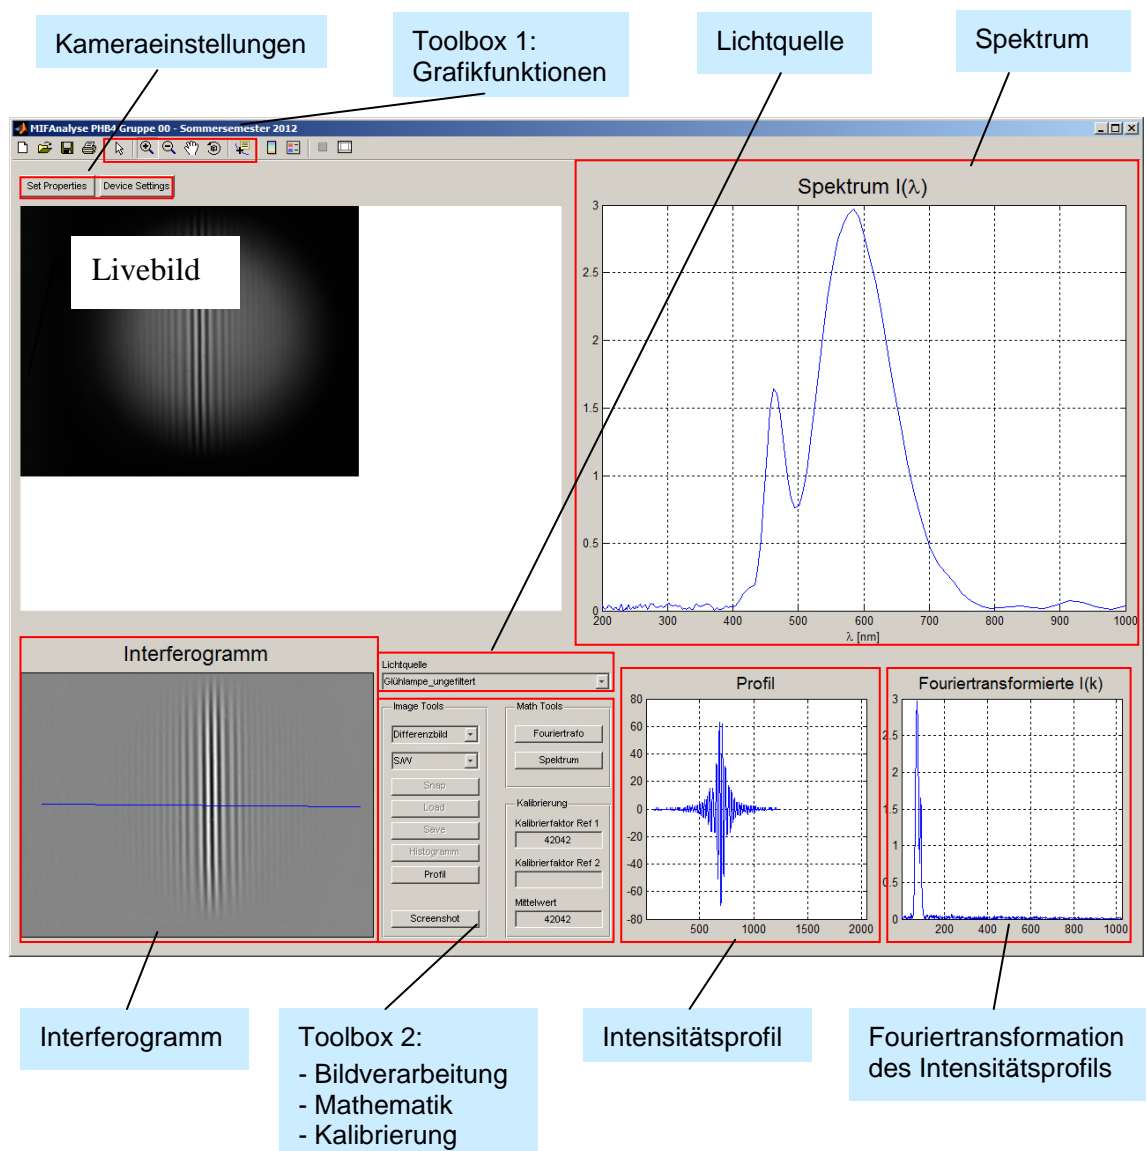 Kameraeinstellungen
Toolbox 1:
Grafikfunktionen
Lichtquelle
Spektrum
MIFAnalyse PHB4 Gruppe 00 - Sommersemester 2012
Set Properties
Device Settings
Livebild
Spektrum I(λ)
3
2.5
2
1.5
1
0.5
0
200 300 400 500 600 700 800 900 1000
λ [nm]
Interferogramm
Lichtquelle
Glühlampe_ungefiltert
Image Tools
Differenzbild
S/W
Snap
Load
Save
Histogramm
Profil
Screenshot
Math Tools
Fouriertrafo
Spektrum
Kalibrierung
Kalibrierfaktor Ref 1
42042
Kalibrierfaktor Ref 2
Mittelwert
42042
Profil
80
60
40
20
0
-20
-40
-60
-80
500 1000 1500 2000
Fouriertransformierte I(k)
3
2.5
2
1.5
1
0.5
0
200 400 600 800 1000
Interferogramm
Toolbox 2:
- Bildverarbeitung
- Mathematik
- Kalibrierung
Intensitätsprofil
Fouriertransformation
des Intensitätsprofils